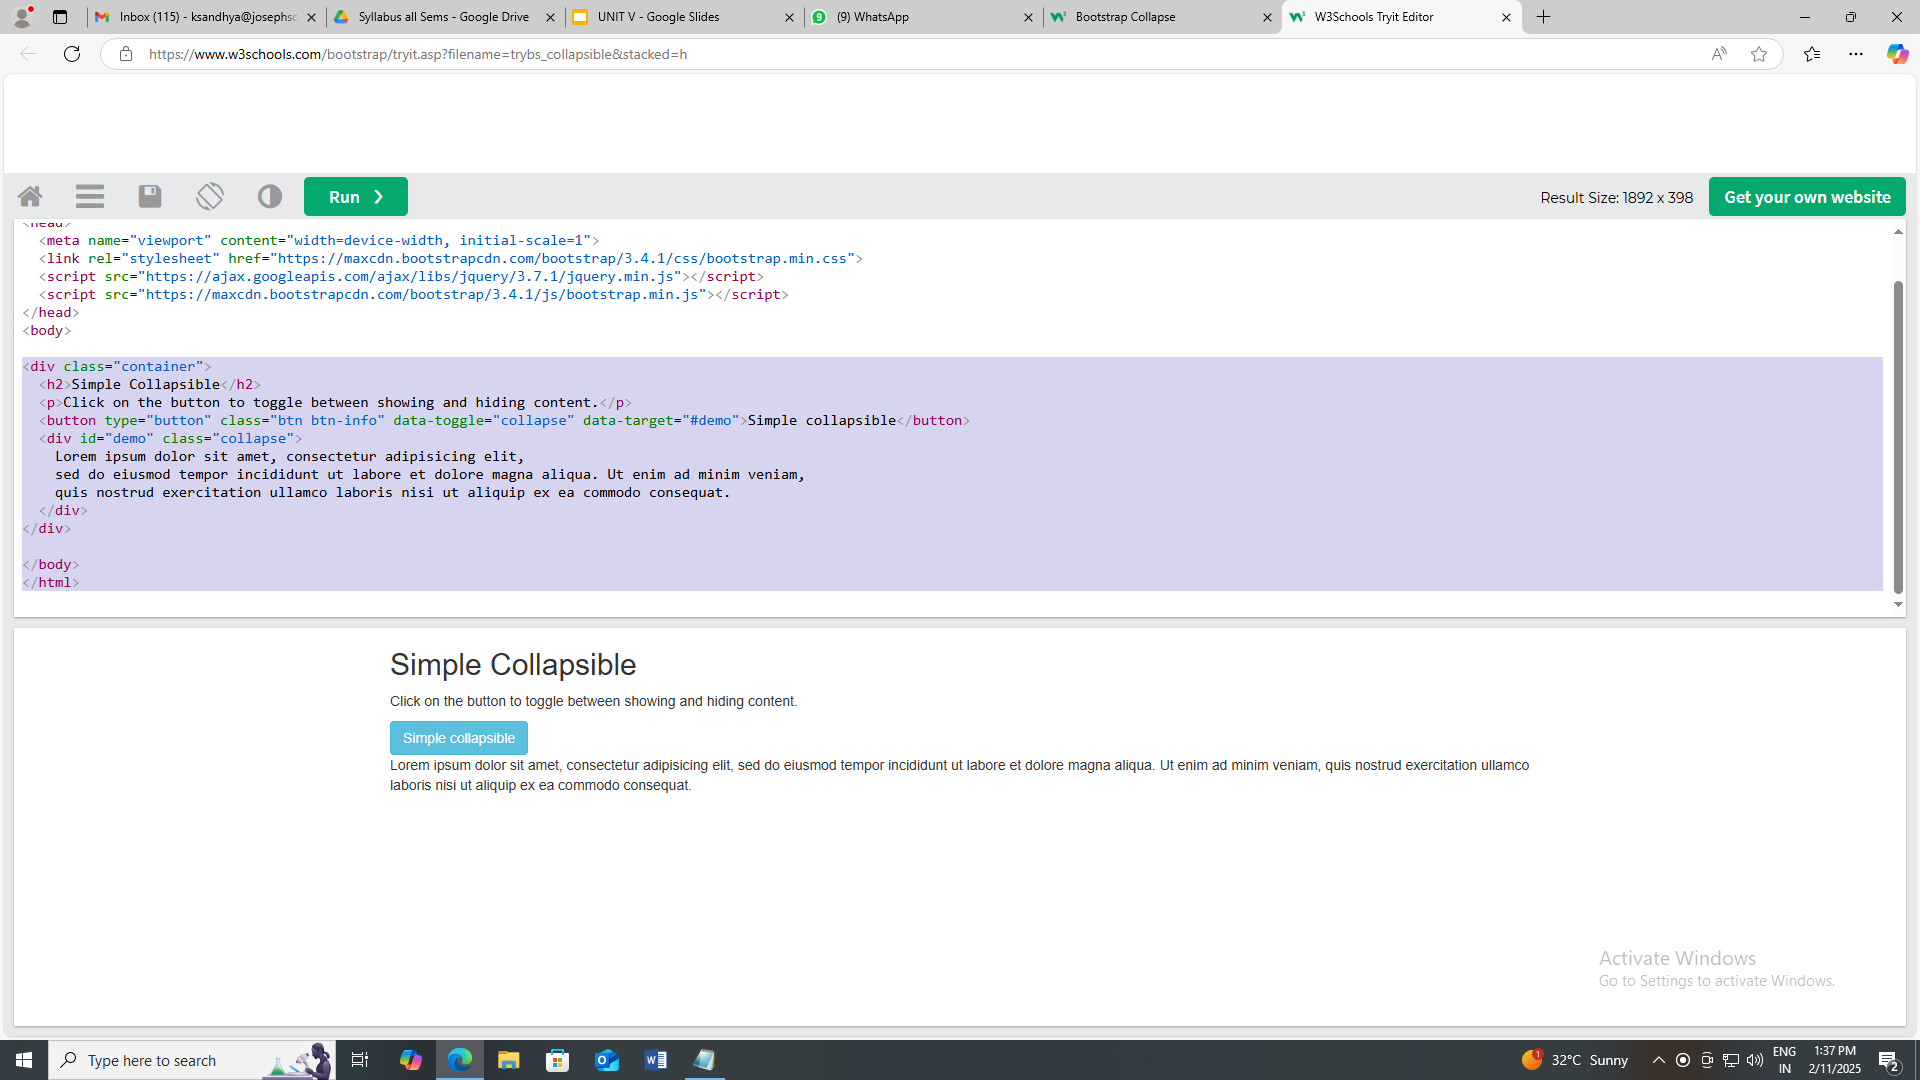 Inbox (115) - ksandhya@josephsc
Syllabus all Sems - Google Drive
UNIT V - Google Slides
9
(9) WhatsApp
Bootstrap Collapse
W3Schools Tryit Editor
https://www.w3schools.com/bootstrap/tryit.asp?filename=trybs_collapsible&stacked=h
Run ❯
Result Size: 1892 x 398
Get your own website
<head>
<meta name="viewport" content="width=device-width, initial-scale=1">
<link rel="stylesheet" href="https://maxcdn.bootstrapcdn.com/bootstrap/3.4.1/css/bootstrap.min.css">
<script src="https://ajax.googleapis.com/ajax/libs/jquery/3.7.1/jquery.min.js"></script>
<script src="https://maxcdn.bootstrapcdn.com/bootstrap/3.4.1/js/bootstrap.min.js"></script>
</head>
<body>
<div class="container">
<h2>Simple Collapsible</h2>
<p>Click on the button to toggle between showing and hiding content.</p>
<button type="button" class="btn btn-info" data-toggle="collapse" data-target="#demo">Simple collapsible</button>
<div id="demo" class="collapse">
Lorem ipsum dolor sit amet, consectetur adipisicing elit,
sed do eiusmod tempor incididunt ut labore et dolore magna aliqua. Ut enim ad minim veniam,
quis nostrud exercitation ullamco laboris nisi ut aliquip ex ea commodo consequat.
</div>
</div>
</body>
</html>
Simple Collapsible
Click on the button to toggle between showing and hiding content.
Simple collapsible
Lorem ipsum dolor sit amet, consectetur adipisicing elit, sed do eiusmod tempor incididunt ut labore et dolore magna aliqua. Ut enim ad minim veniam, quis nostrud exercitation ullamco
laboris nisi ut aliquip ex ea commodo consequat.
Activate Windows
Go to Settings to activate Windows.
Type here to search
1
32°C Sunny
ENG
IN
1:37 PM
2/11/2025
2